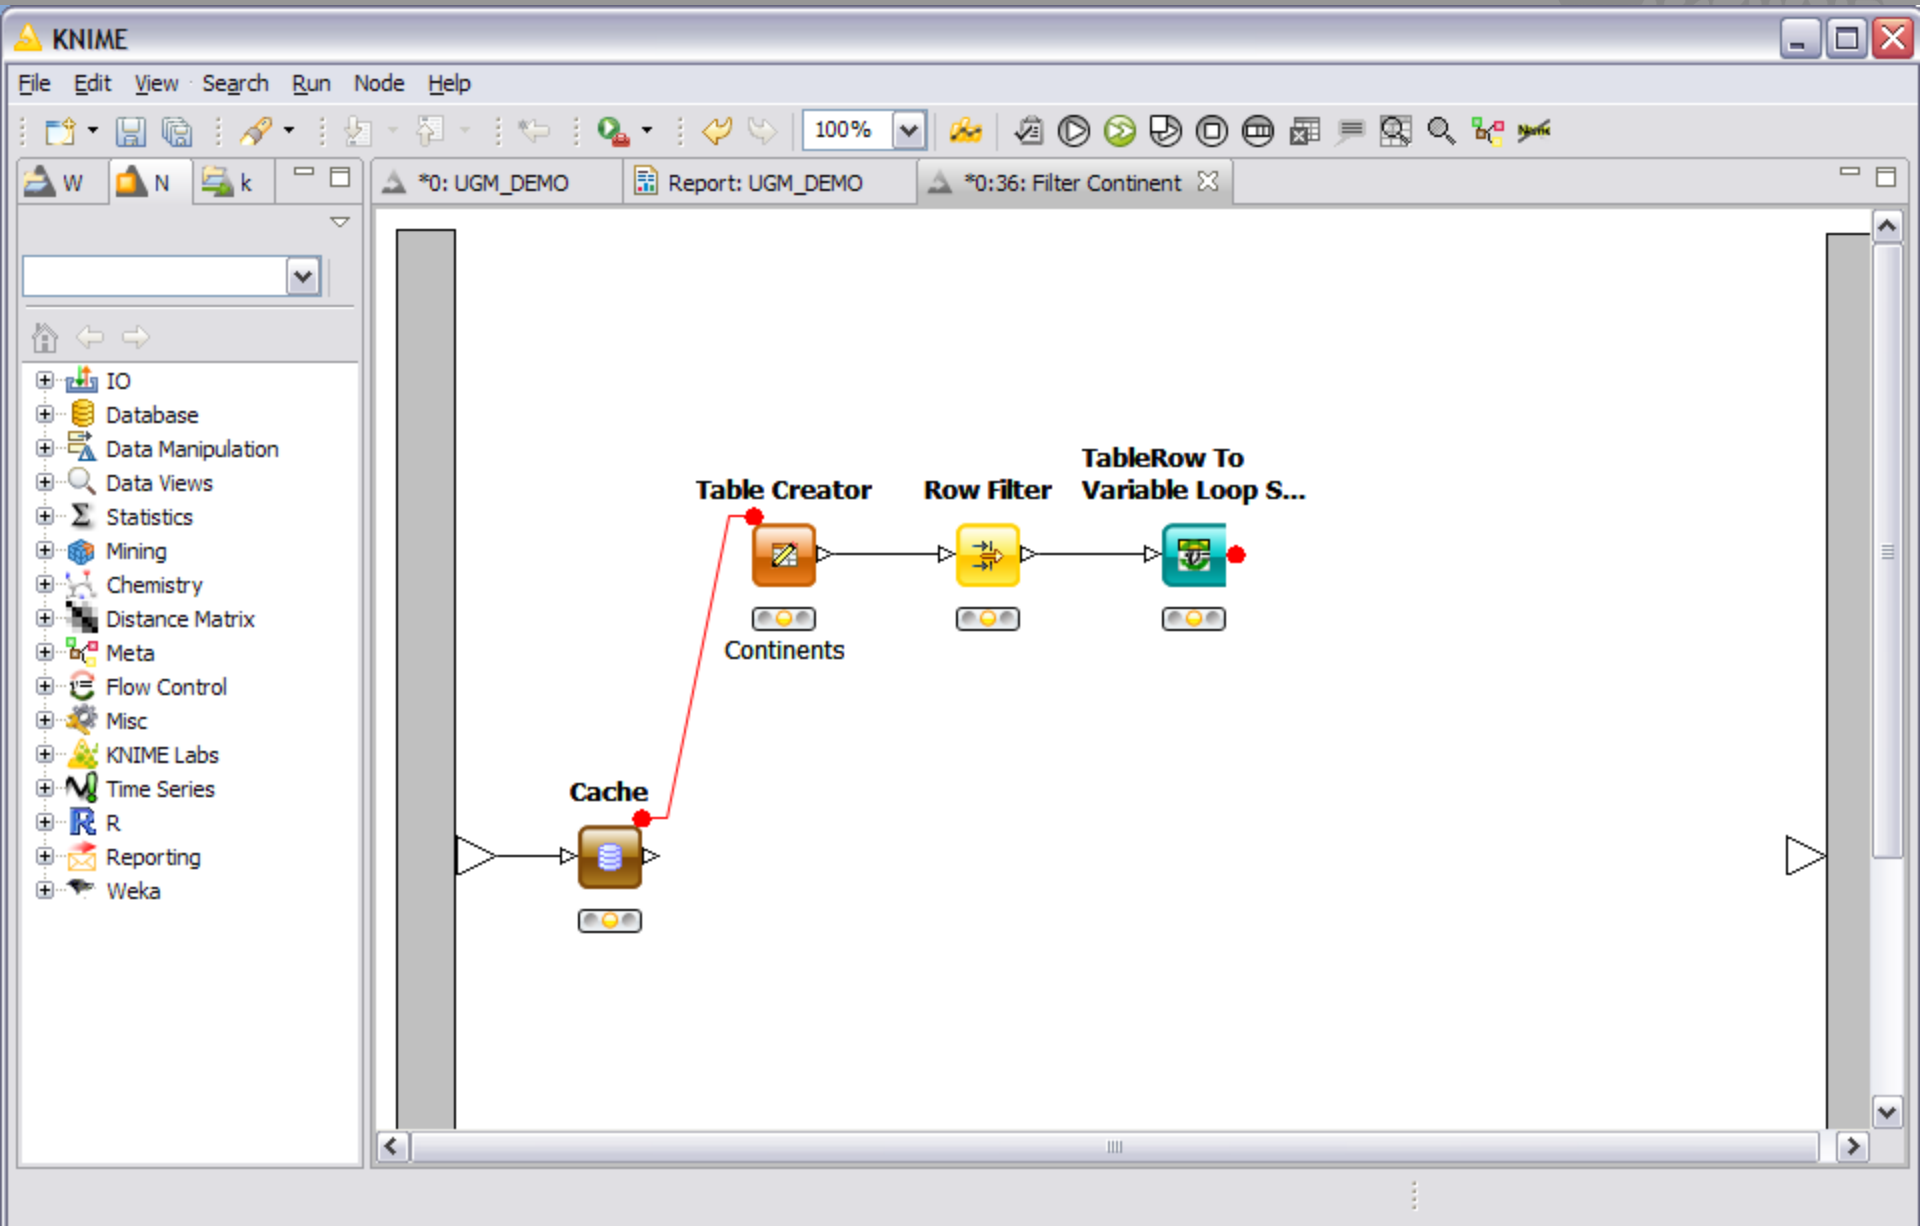 KNIME
File Edit View Search Run Node Help
100%
W N k
*0: UGM_DEMO Report: UGM_DEMO *0:36: Filter Continent
IO
Database
Data Manipulation
Data Views
Statistics
Mining
Chemistry
Distance Matrix
Meta
Flow Control
Misc
KNIME Labs
Time Series
R
Reporting
Weka
Table Creator
Row Filter
TableRow To
Variable Loop S...
Continents
Cache